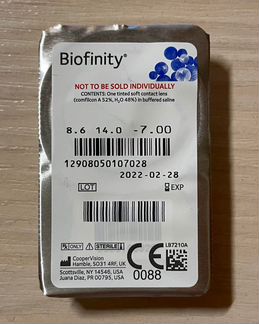 Biofinity®
NOT TO BE SOLD INDIVIDUALLY
CONTENTS: One tinted soft contact lens
(comfilcon A 52%, H₂O 48%) in buffered saline
8.6 14.0 -7.00
12908050107028
2022-02-28
LOT
EXP
℞ ONLY
STERILE
LB7210A
CooperVision
Hamble, SO31 4RF, UK
Scottsville, NY 14546, USA
Juana Diaz, PR 00795, USA
CE
0088